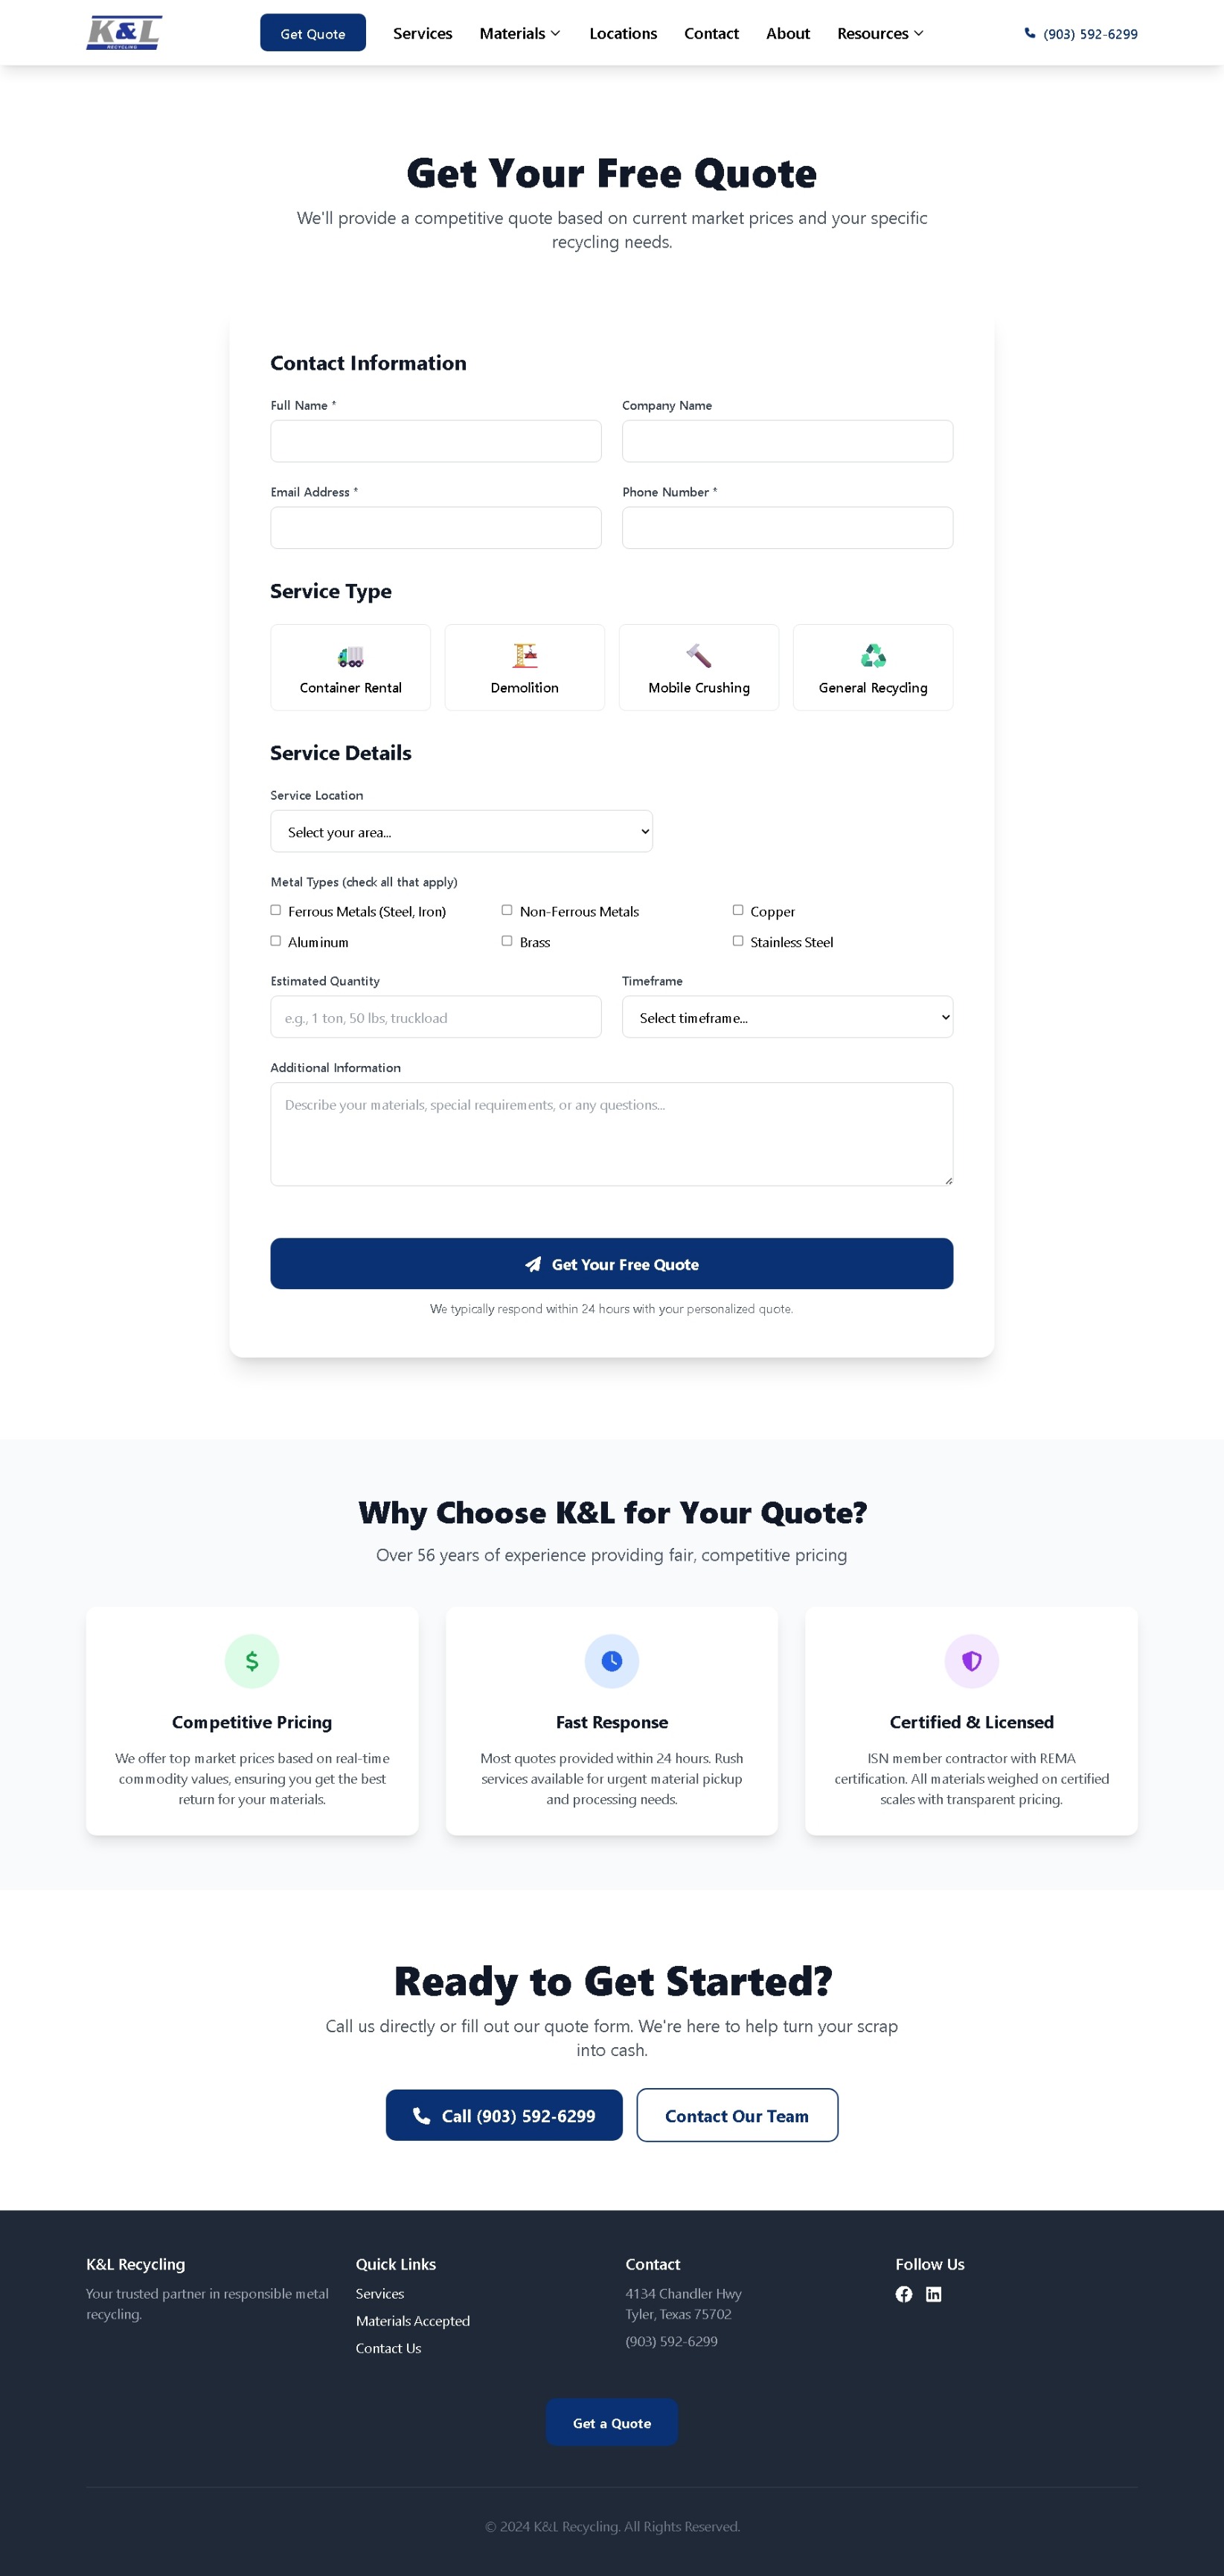 K&L
RECYCLING
Get Quote
Services
Materials
Locations
Contact
About
Resources
(903) 592-6299
Get Your Free Quote
We'll provide a competitive quote based on current market prices and your specific
recycling needs.
Contact Information
Full Name *
Company Name
Email Address *
Phone Number *
Service Type
Container Rental
Demolition
Mobile Crushing
General Recycling
Service Details
Service Location
Select your area...
Metal Types (check all that apply)
Ferrous Metals (Steel, Iron)
Non-Ferrous Metals
Copper
Aluminum
Brass
Stainless Steel
Estimated Quantity
Timeframe
e.g., 1 ton, 50 lbs, truckload
Select timeframe...
Additional Information
Describe your materials, special requirements, or any questions...
Get Your Free Quote
We typically respond within 24 hours with your personalized quote.
Why Choose K&L for Your Quote?
Over 56 years of experience providing fair, competitive pricing
Competitive Pricing
We offer top market prices based on real-time
commodity values, ensuring you get the best
return for your materials.
Fast Response
Most quotes provided within 24 hours. Rush
services available for urgent material pickup
and processing needs.
Certified & Licensed
ISN member contractor with REMA
certification. All materials weighed on certified
scales with transparent pricing.
Ready to Get Started?
Call us directly or fill out our quote form. We're here to help turn your scrap
into cash.
Call (903) 592-6299
Contact Our Team
K&L Recycling
Your trusted partner in responsible metal
recycling.
Quick Links
Services
Materials Accepted
Contact Us
Contact
4134 Chandler Hwy
Tyler, Texas 75702
(903) 592-6299
Follow Us
Get a Quote
© 2024 K&L Recycling. All Rights Reserved.